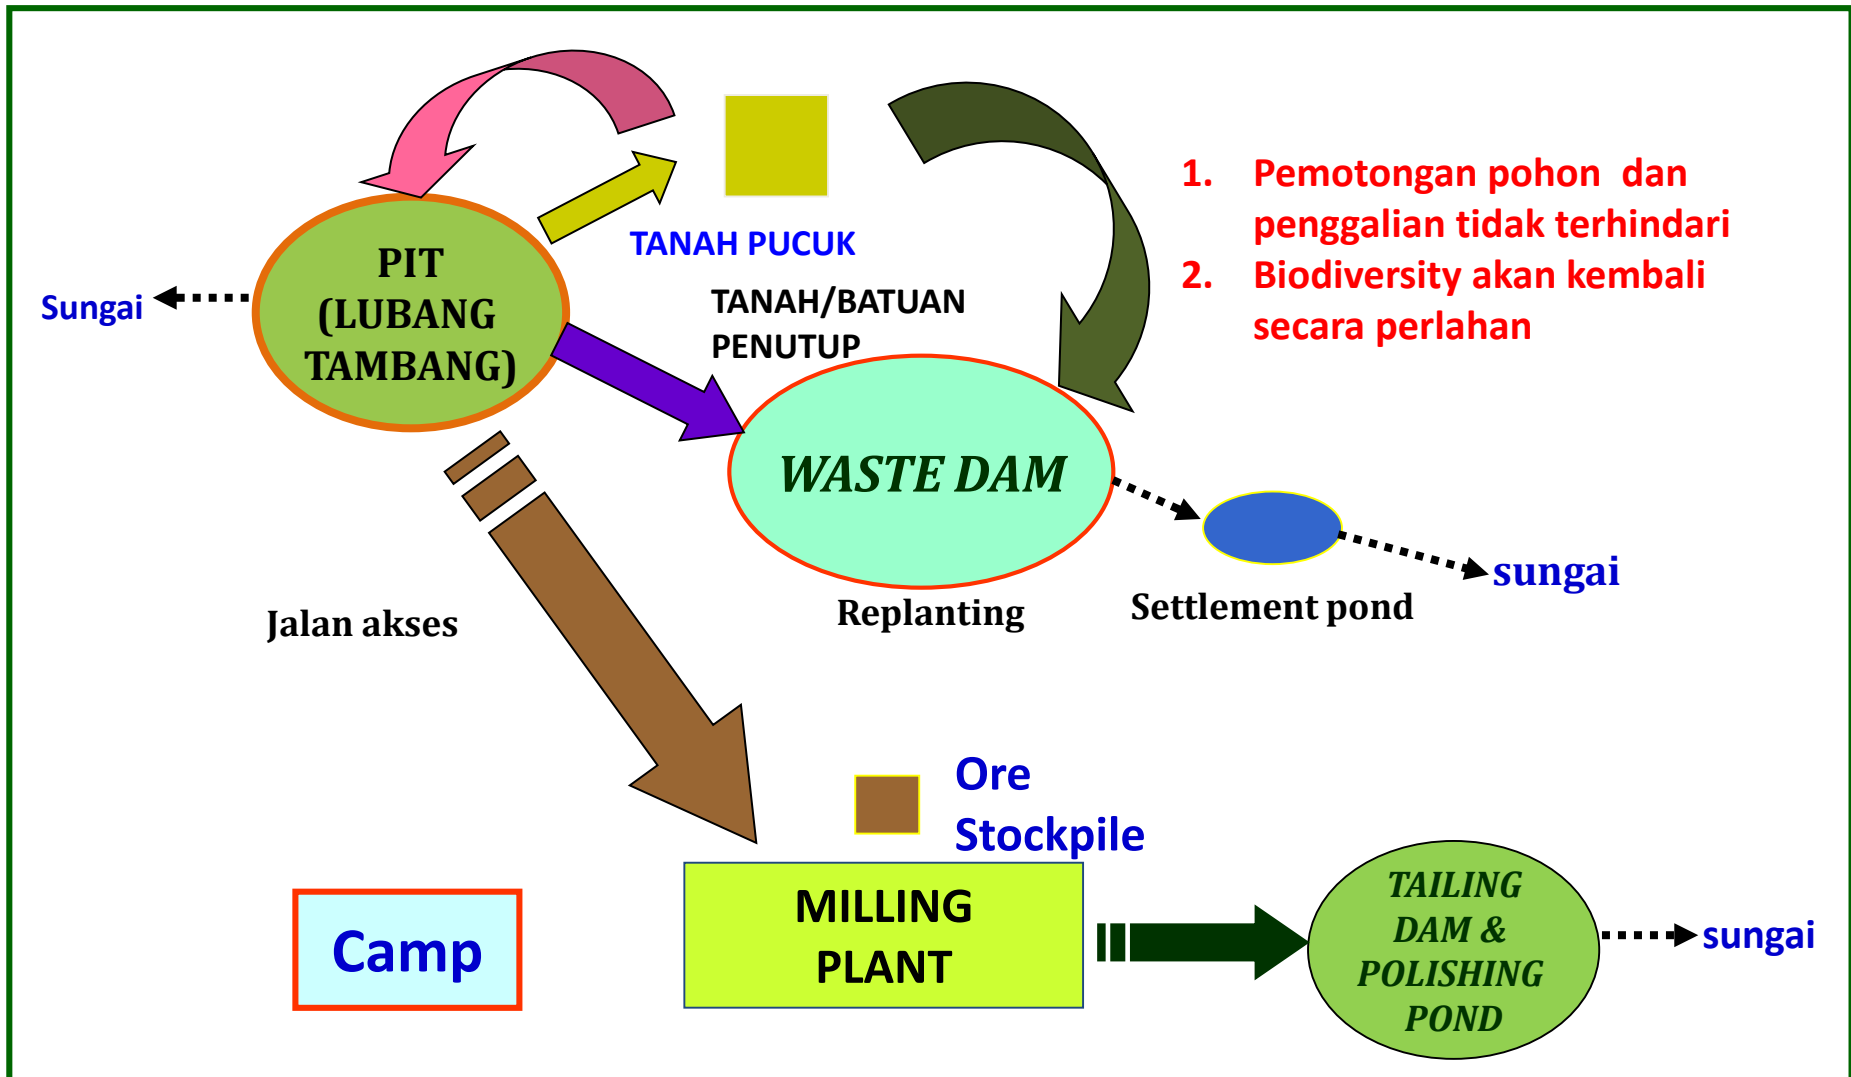 1. Pemotongan pohon dan
penggalian tidak terhindari
2. Biodiversity akan kembali
secara perlahan
TANAH PUCUK
PIT
(LUBANG
TAMBANG)
Sungai
TANAH/BATUAN
PENUTUP
WASTE DAM
Replanting
Settlement pond
sungai
Jalan akses
Ore
Stockpile
MILLING
PLANT
Camp
TAILING
DAM &
POLISHING
POND
sungai